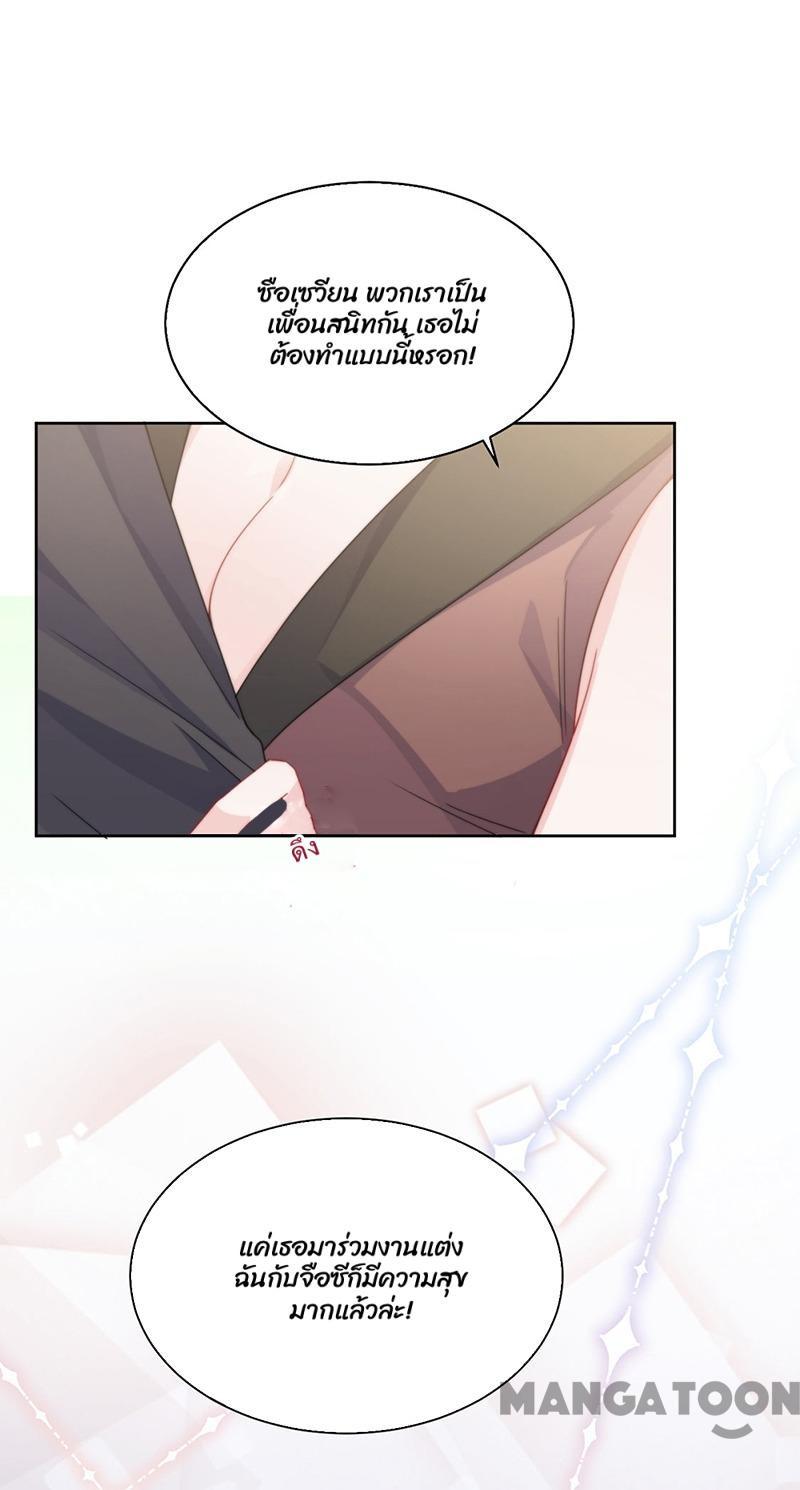 ซือเซวียน พวกเราเป็น
เพื่อนสนิทกัน เธอไม่
ต้องทำแบบนี้หรอก!
ดึง
แค่เธอมาร่วมงานแต่ง
ฉันกับจือซีก็มีความสุข
มากแล้วล่ะ!
MANGATOON